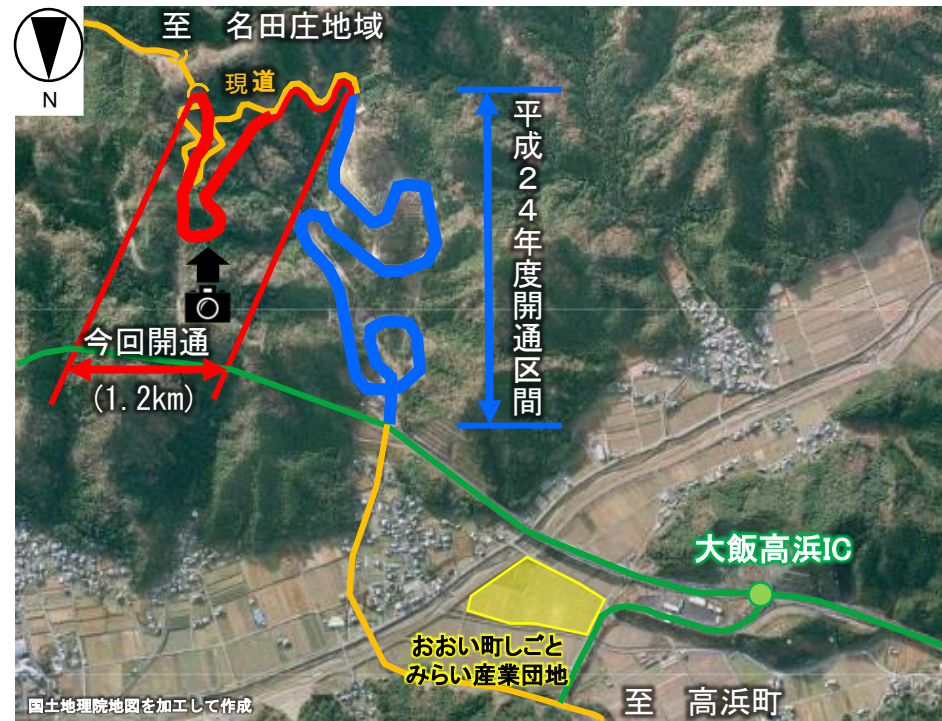 至　名田庄地域
N
現道
平成２４年度開通区間
今回開通
(1.2km)
大飯高浜IC
おおい町しごと
みらい産業団地
至　高浜町
国土地理院地図を加工して作成